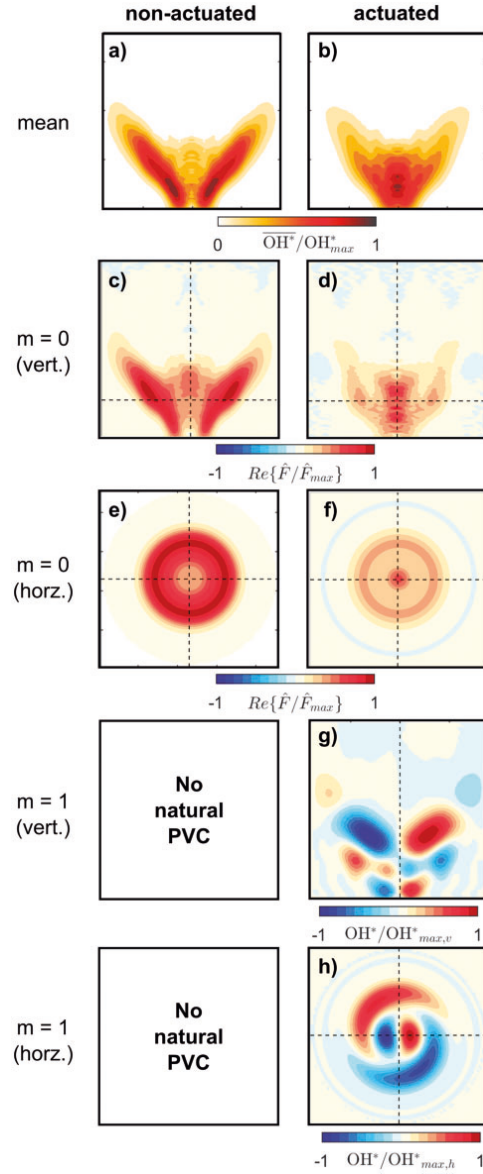 non-actuated actuated
a) b)
mean
0 \overline{OH^*}/OH^*_{max} 1
c) d)
m = 0
(vert.)
-1 Re{F̂/F̂_{max}} 1
e) f)
m = 0
(horz.)
-1 Re{F̂/F̂_{max}} 1
g)
m = 1
(vert.)
No
natural
PVC
-1 OH*/OH*_{max,v} 1
h)
m = 1
(horz.)
No
natural
PVC
-1 OH*/OH*_{max,h} 1